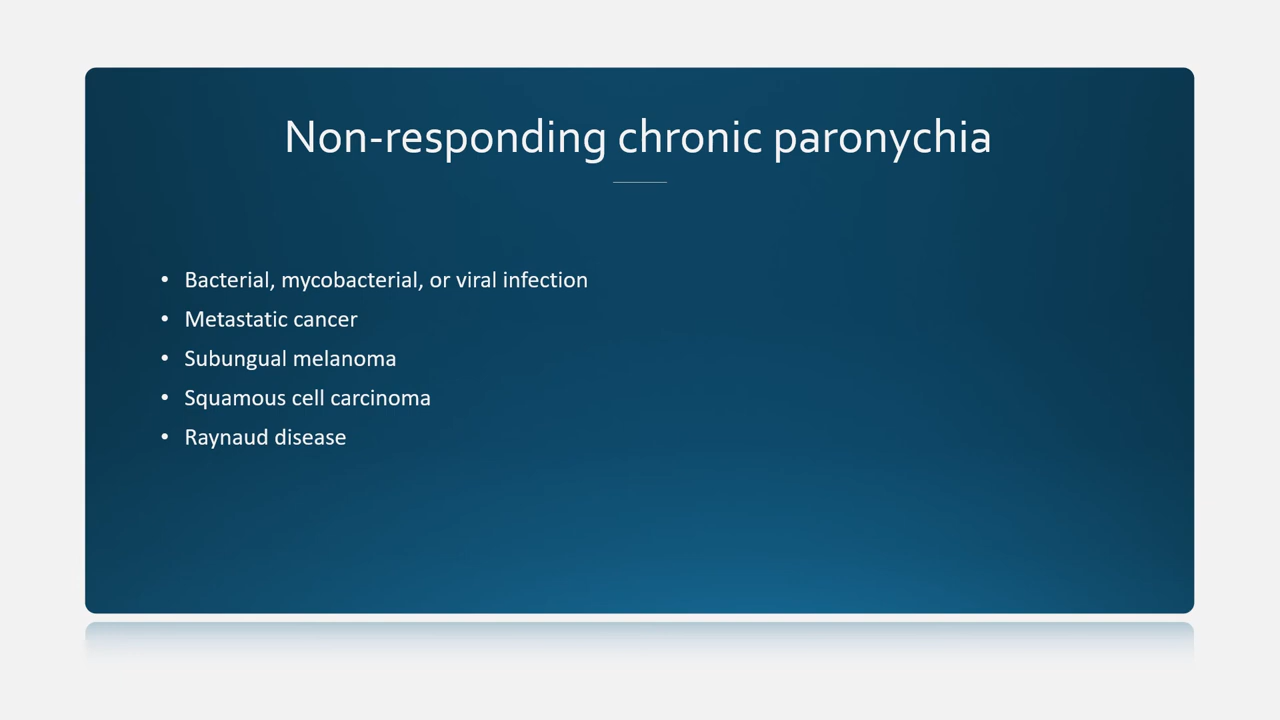 Non-responding chronic paronychia
• Bacterial, mycobacterial, or viral infection
• Metastatic cancer
• Subungual melanoma
• Squamous cell carcinoma
• Raynaud disease